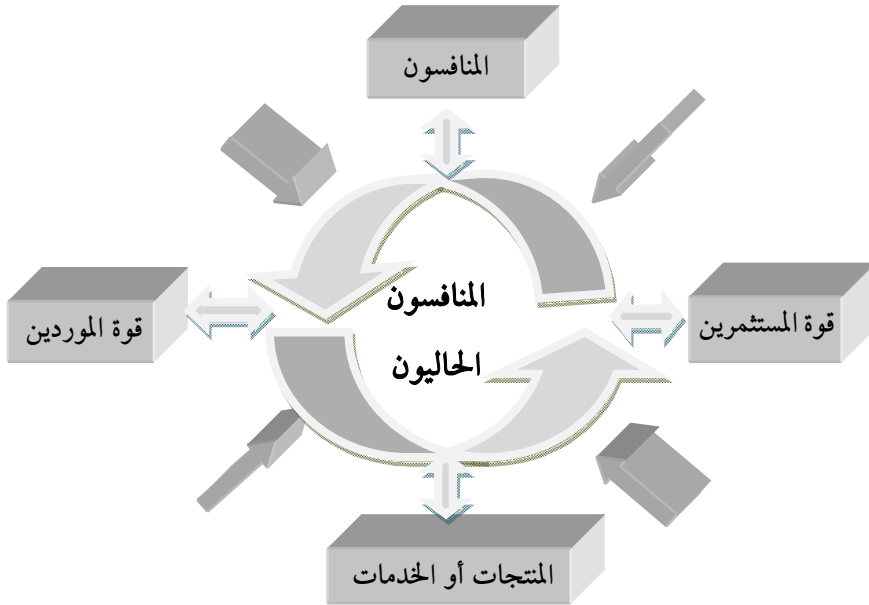 المنافسون
قوة المستثمرين
المنافسون
الحاليون
قوة الموردين
المنتجات أو الخدمات